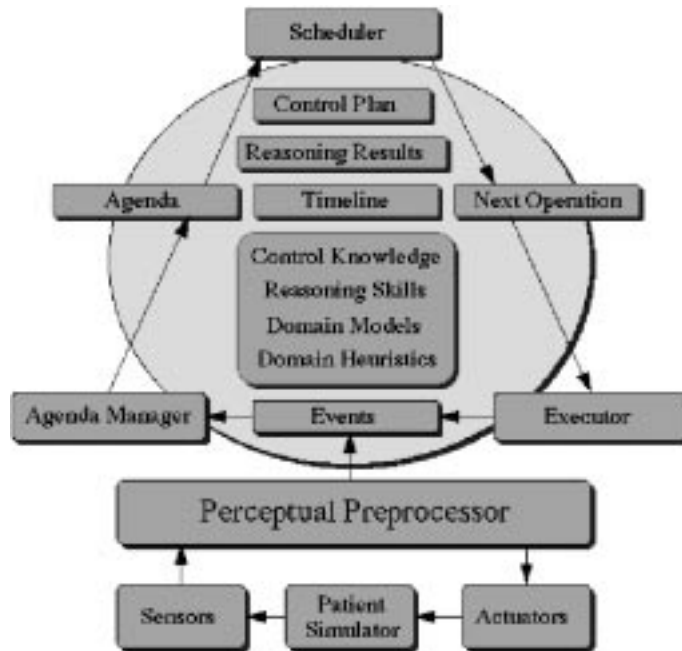 Scheduler
Control Plan
Reasoning Results
Agenda
Timeline
Next Operation
Control Knowledge
Reasoning Skills
Domain Models
Domain Heuristics
Agenda Manager
Events
Executor
Perceptual Preprocessor
Sensors
Patient
Simulator
Actuators